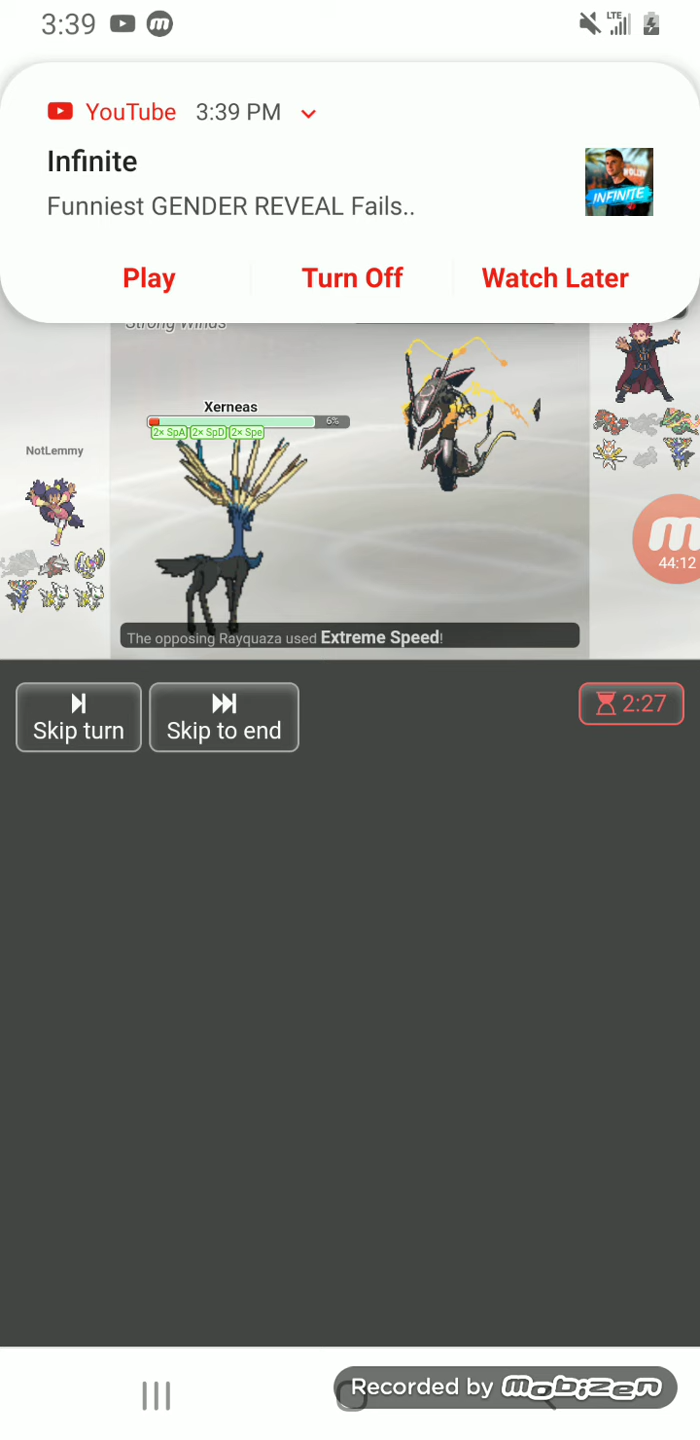 3:39
LTE
YouTube 3:39 PM
Infinite
INFINITE
Funniest GENDER REVEAL Fails..
Play Turn Off Watch Later
Strong Winds
Xerneas
6%
2× SpA 2× SpD 2× Spe
NotLemmy
44:12
The opposing Rayquaza used Extreme Speed!
Skip turn Skip to end 2:27
Recorded by mobizen